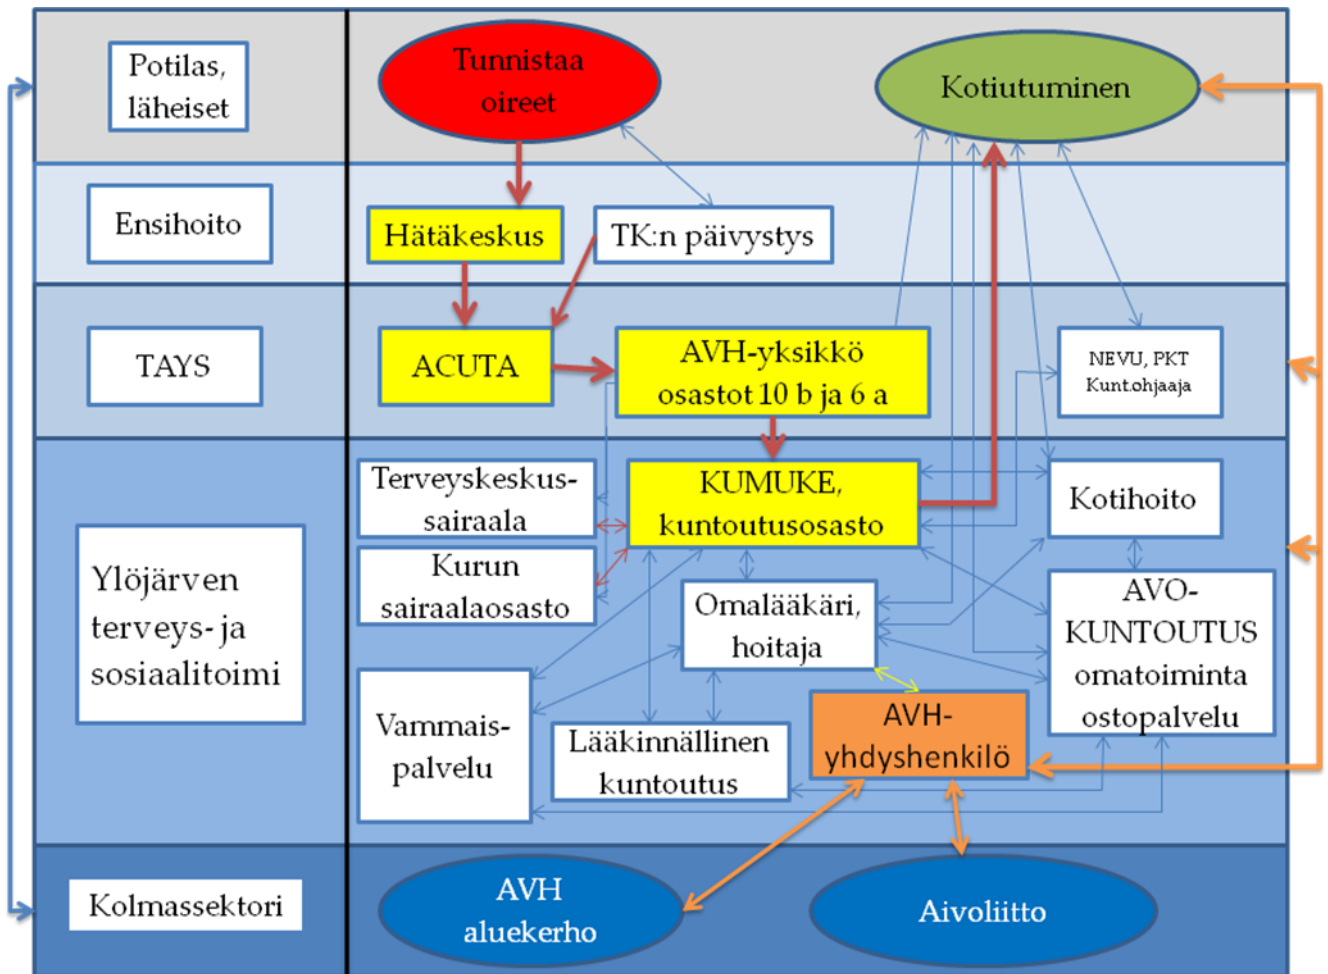 Potilas,
läheiset
Tunnistaa
oireet
Kotiutuminen
Ensihoito
Hätäkeskus
TK:n päivystys
TAYS
ACUTA
AVH-yksikkö
osastot 10 b ja 6 a
NEVU, PKT
Kunt.ohjaaja
Ylöjärven
terveys- ja
sosiaalitoimi
Terveyskeskus-
sairaala
KUMUKE,
kuntoutusosasto
Kotihoito
Kurun
sairaalaosasto
Omalääkäri,
hoitaja
AVO-
KUNTOUTUS
omatoiminta
ostopalvelu
Vammais-
palvelu
Lääkinnällinen
kuntoutus
AVH-
yhdyshenkilö
Kolmassektori
AVH
aluekerho
Aivoliitto